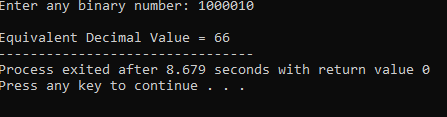 Enter any binary number: 1000010
Equivalent Decimal Value = 66
--------------------------------
Process exited after 8.679 seconds with return value 0
Press any key to continue . . .